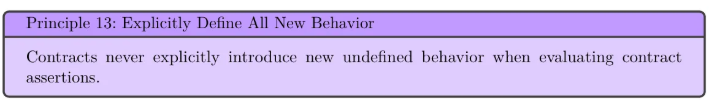 Principle 13: Explicitly Define All New Behavior
Contracts never explicitly introduce new undefined behavior when evaluating contract
assertions.